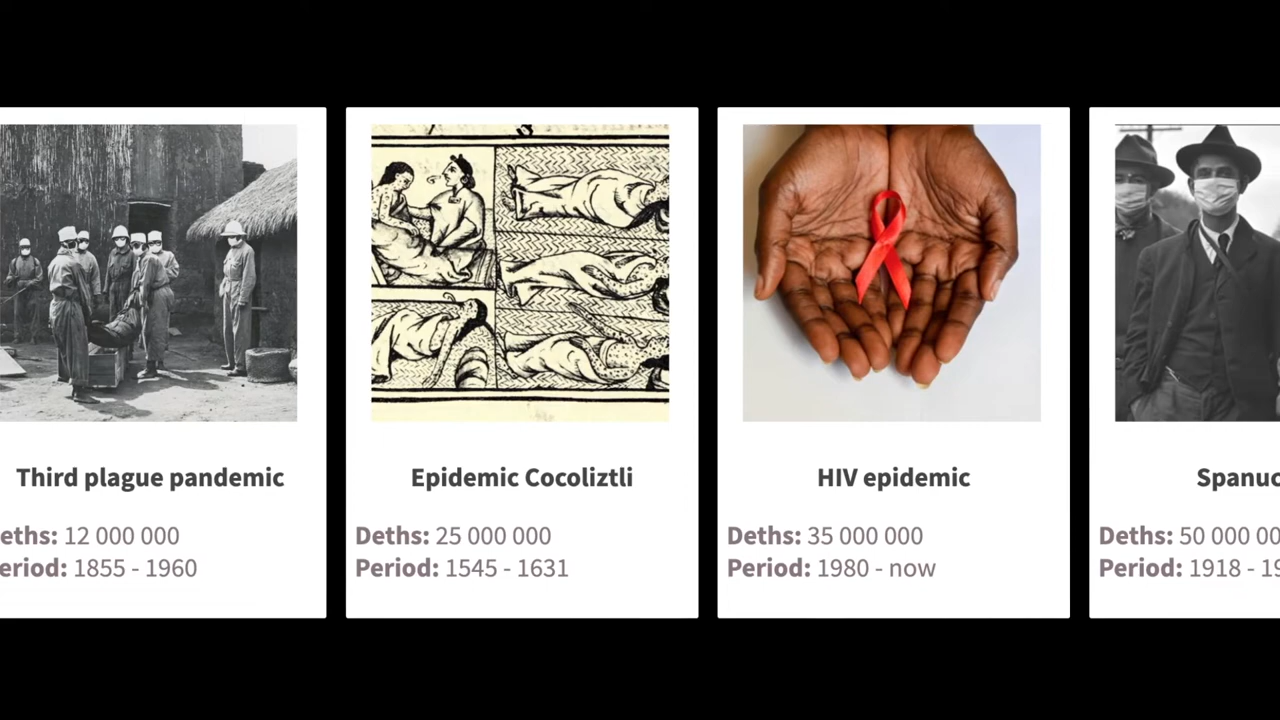 Third plague pandemic
eths: 12 000 000
eriod: 1855 - 1960
Epidemic Cocoliztli
Deths: 25 000 000
Period: 1545 - 1631
HIV epidemic
Deths: 35 000 000
Period: 1980 - now
Spanuc
Deths: 50 000 00
Period: 1918 - 19